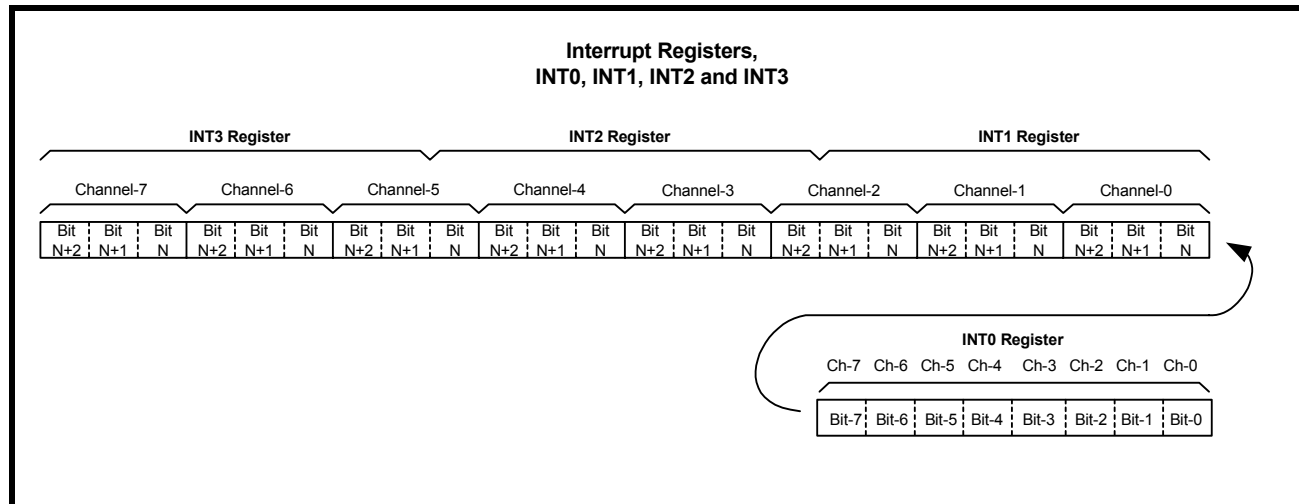 Interrupt Registers,
INT0, INT1, INT2 and INT3
INT3 Register INT2 Register INT1 Register
Channel-7 Channel-6 Channel-5 Channel-4 Channel-3 Channel-2 Channel-1 Channel-0
Bit Bit Bit Bit Bit Bit Bit Bit Bit Bit Bit Bit Bit Bit Bit Bit Bit Bit Bit Bit Bit Bit Bit Bit
N+2 N+1 N N+2 N+1 N N+2 N+1 N N+2 N+1 N N+2 N+1 N N+2 N+1 N N+2 N+1 N N+2 N+1 N
INT0 Register
Ch-7 Ch-6 Ch-5 Ch-4 Ch-3 Ch-2 Ch-1 Ch-0
Bit-7 Bit-6 Bit-5 Bit-4 Bit-3 Bit-2 Bit-1 Bit-0